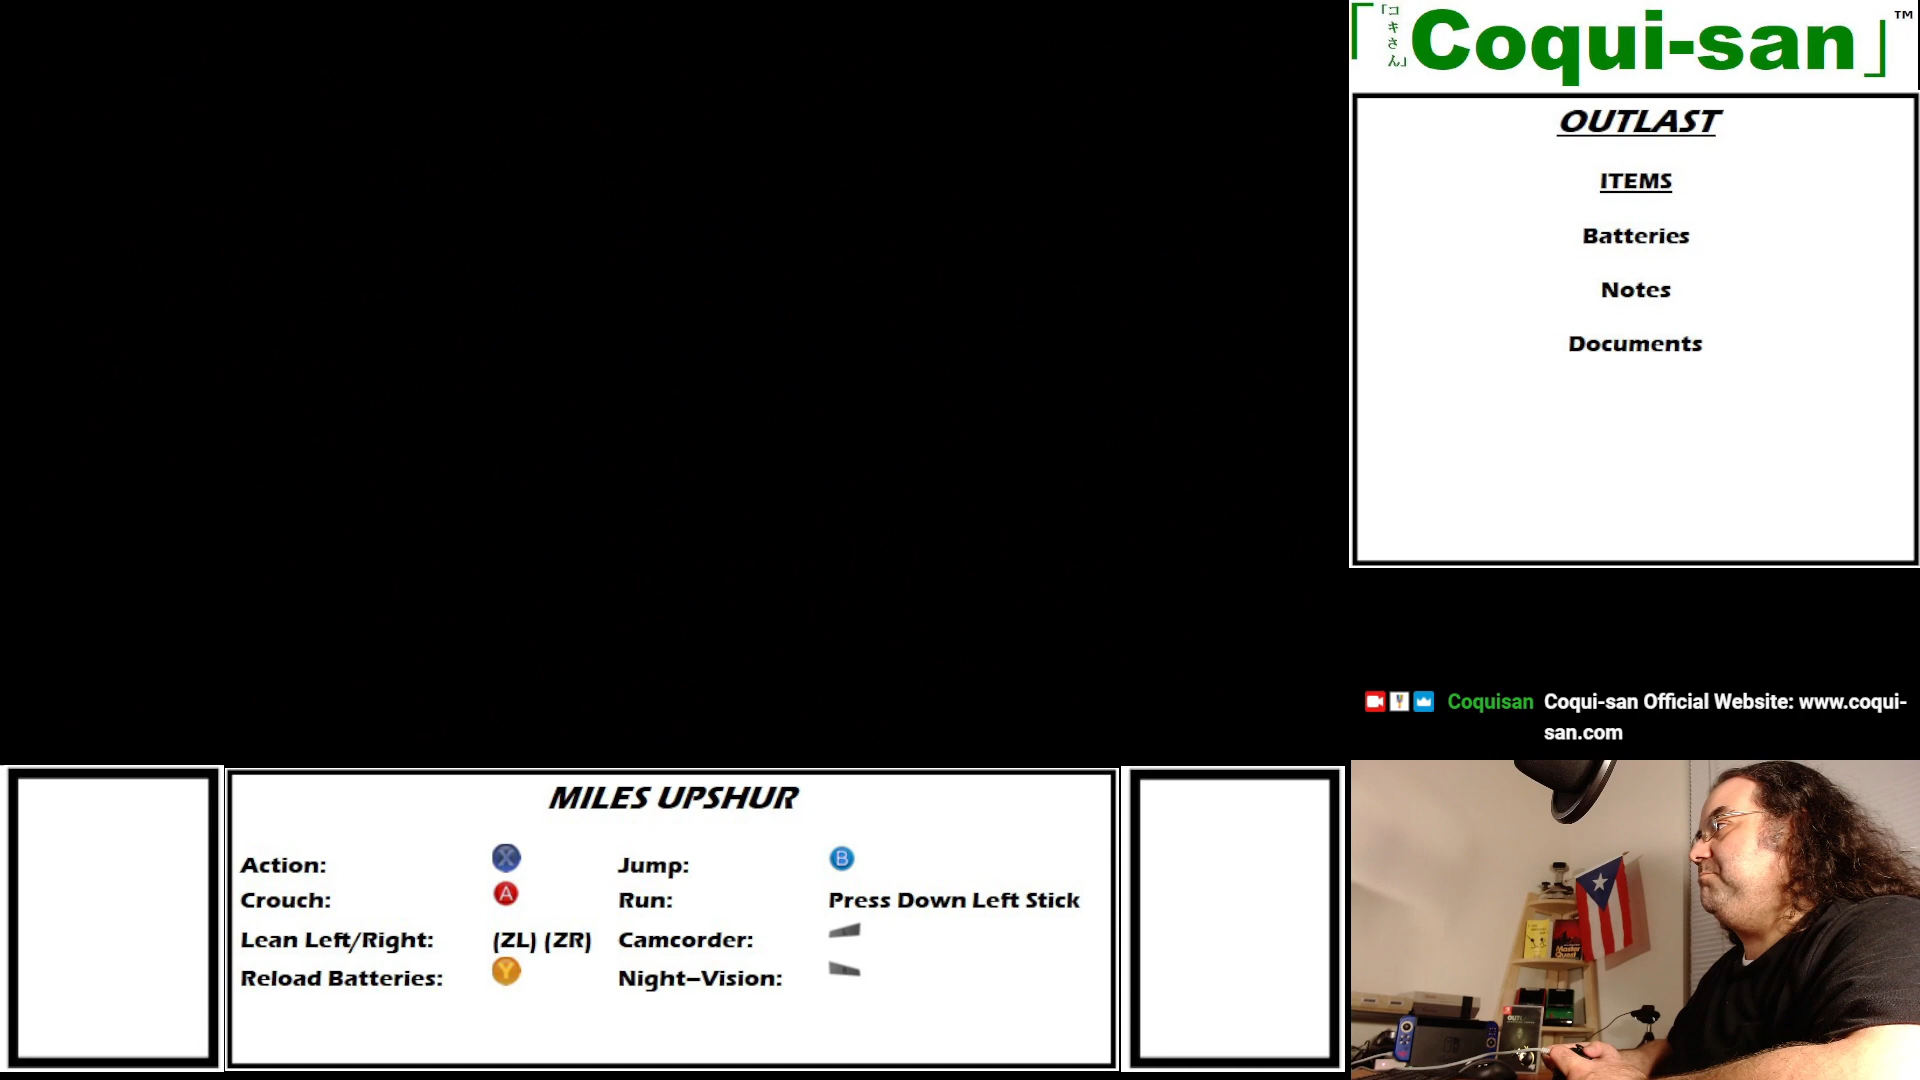 「コキさん」
「Coqui-san」™
OUTLAST
ITEMS
Batteries
Notes
Documents
Coquisan Coqui-san Official Website: www.coqui-
san.com
MILES UPSHUR
Action: X Jump: B
Crouch: A Run: Press Down Left Stick
Lean Left/Right: (ZL) (ZR) Camcorder:
Reload Batteries: Y Night-Vision:
Master
Quest